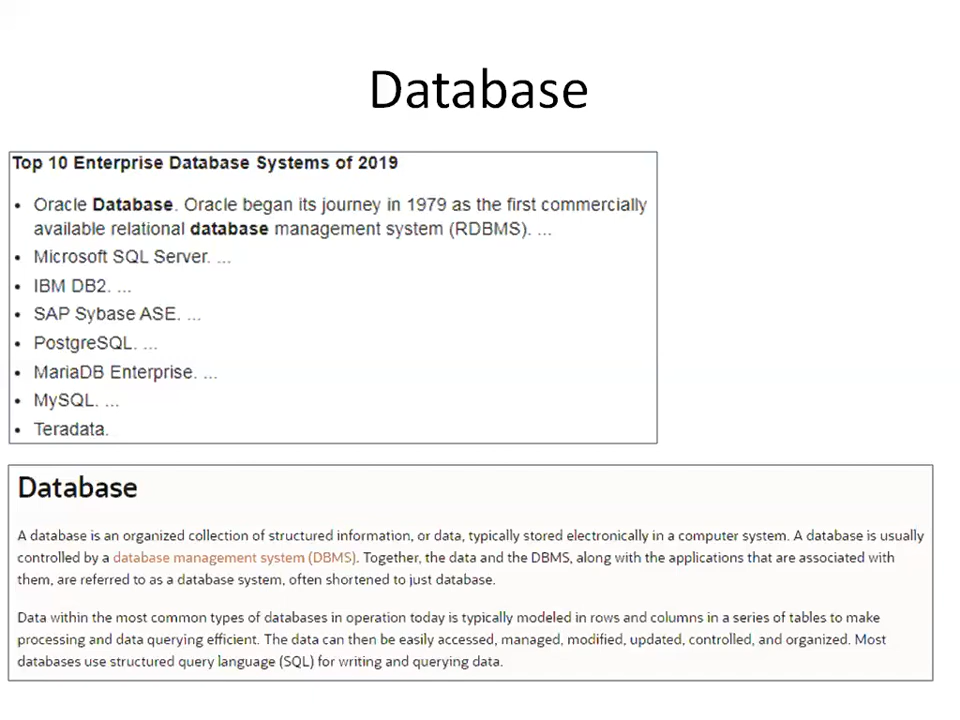 Database
Top 10 Enterprise Database Systems of 2019
• Oracle Database. Oracle began its journey in 1979 as the first commercially
available relational database management system (RDBMS). ...
• Microsoft SQL Server. ...
• IBM DB2. ...
• SAP Sybase ASE. ...
• PostgreSQL. ...
• MariaDB Enterprise. ...
• MySQL. ...
• Teradata.
Database
A database is an organized collection of structured information, or data, typically stored electronically in a computer system. A database is usually
controlled by a database management system (DBMS). Together, the data and the DBMS, along with the applications that are associated with
them, are referred to as a database system, often shortened to just database.
Data within the most common types of databases in operation today is typically modeled in rows and columns in a series of tables to make
processing and data querying efficient. The data can then be easily accessed, managed, modified, updated, controlled, and organized. Most
databases use structured query language (SQL) for writing and querying data.